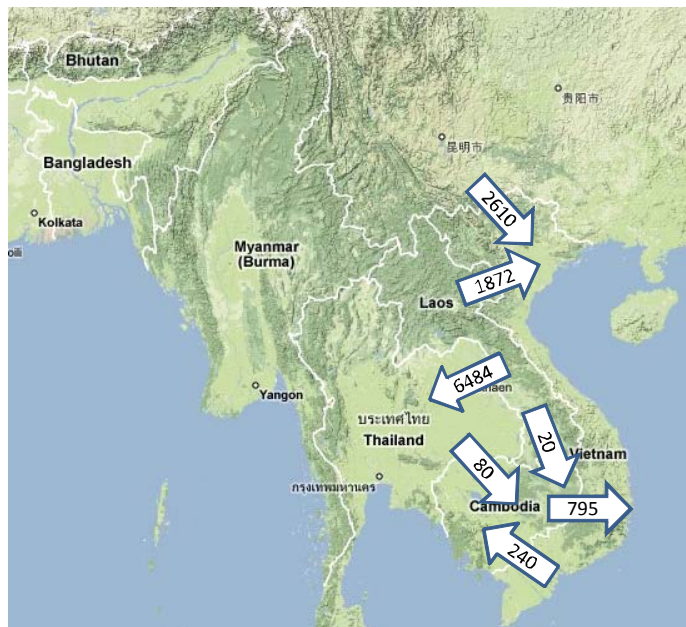 Bhutan
贵阳市
昆明市
Bangladesh
2610
Kolkata
Myanmar
(Burma)
1872
Laos
6484
Yangon
ประเทศไทย
Thailand
20
80
Vietnam
กรุงเทพมหานคร
Cambodia
795
240